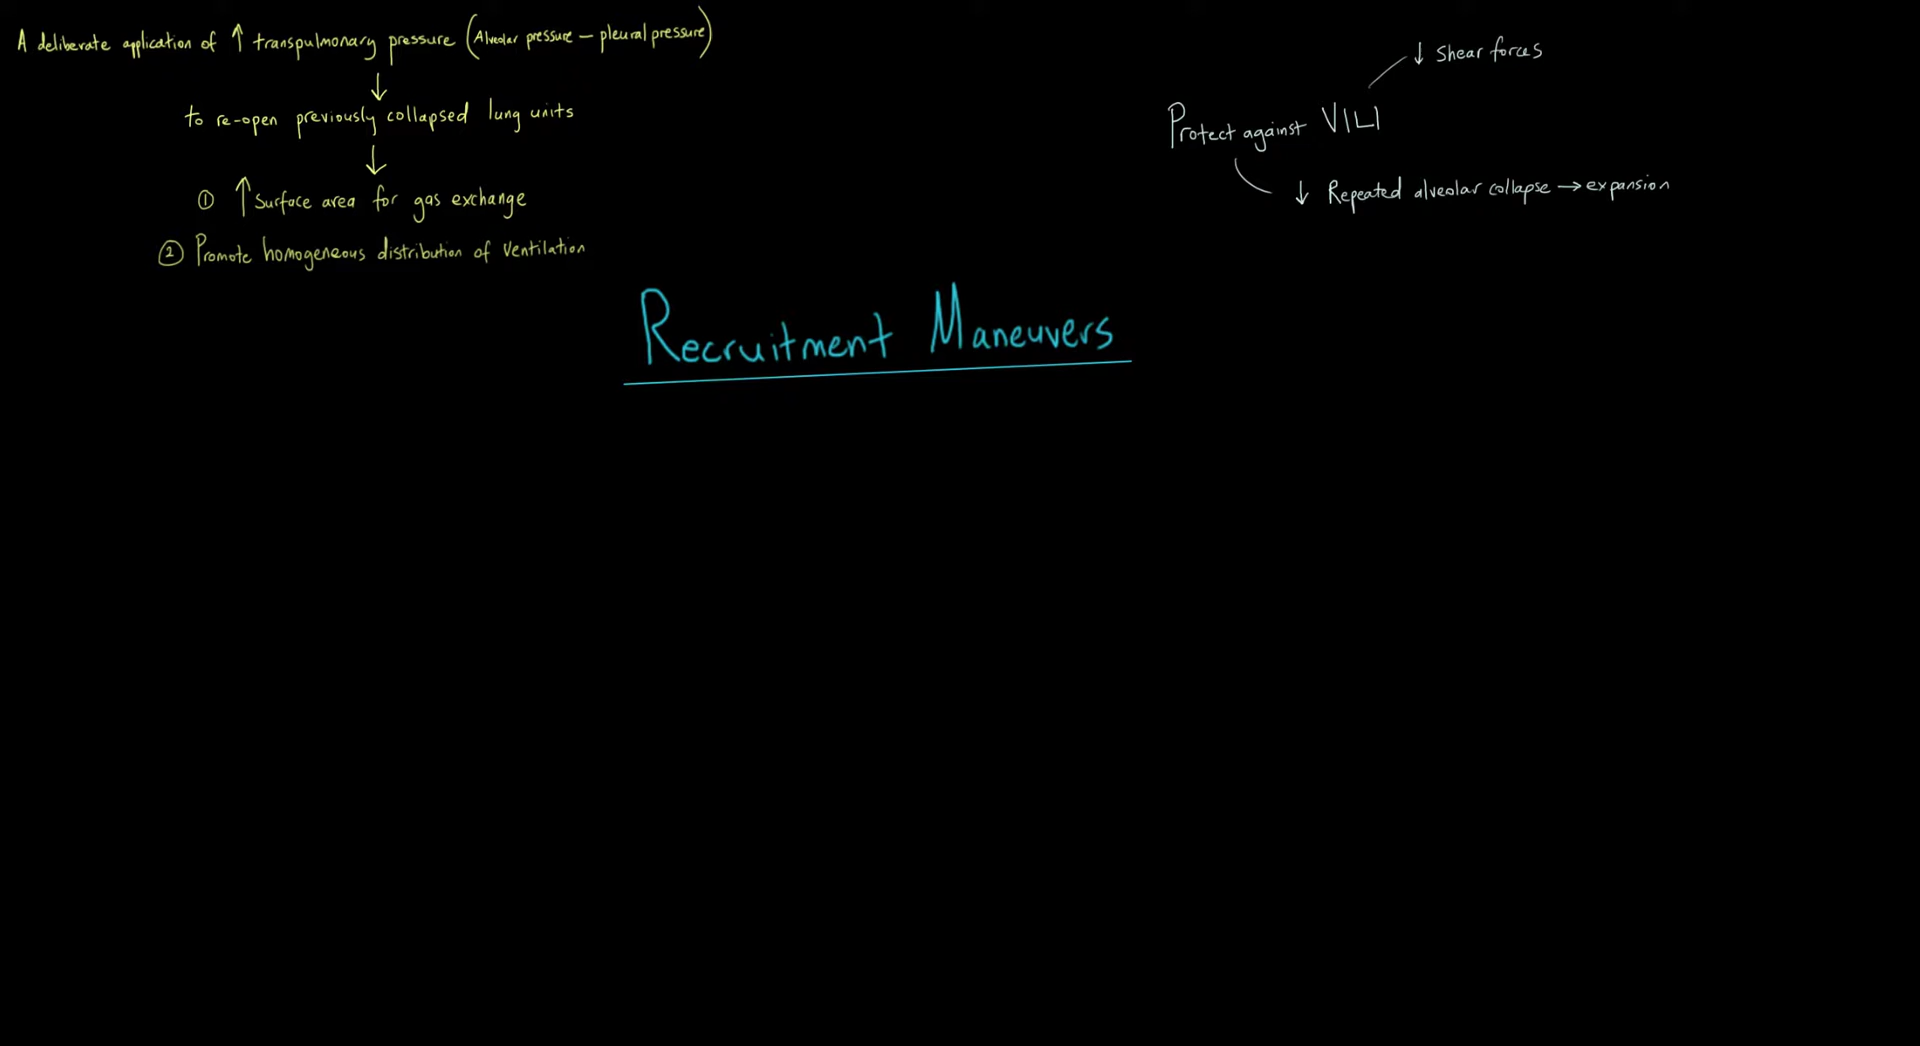 A deliberate application of ↑ transpulmonary pressure (Alveolar pressure – pleural pressure)
↓
to re-open previously collapsed lung units
↓
① ↑ Surface area for gas exchange
② Promote homogeneous distribution of ventilation
↓ Shear forces
Protect against VILI
↓ Repeated alveolar collapse → expansion
Recruitment Maneuvers